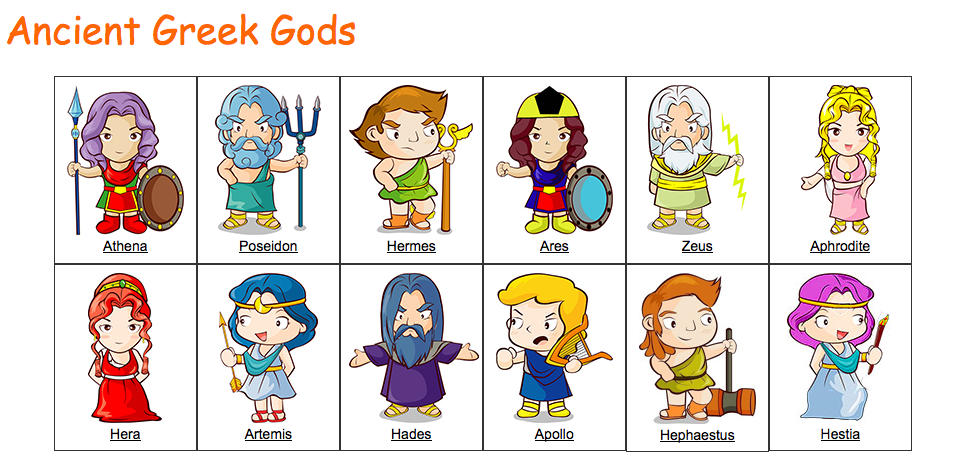 Ancient Greek Gods
Athena
Poseidon
Hermes
Ares
Zeus
Aphrodite
Hera
Artemis
Hades
Apollo
Hephaestus
Hestia